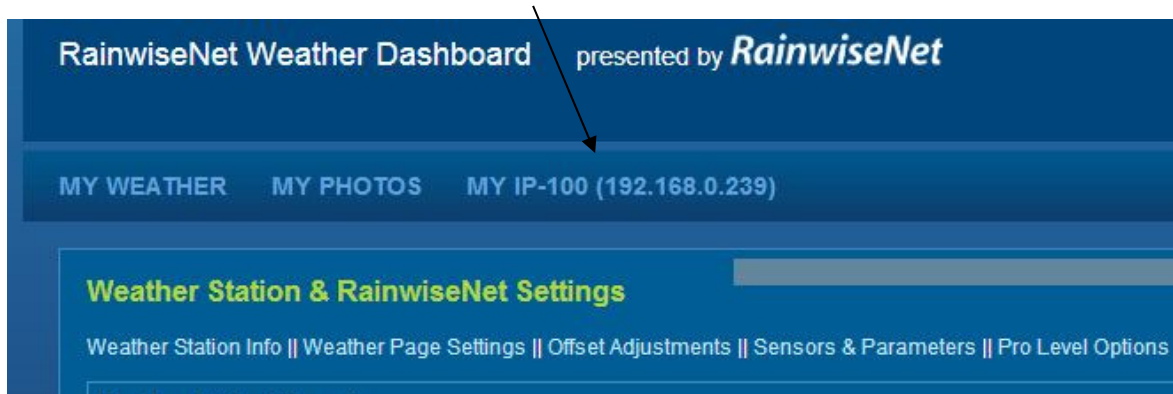 RainwiseNet Weather Dashboard presented by RainwiseNet
MY WEATHER MY PHOTOS MY IP-100 (192.168.0.239)
Weather Station & RainwiseNet Settings
Weather Station Info || Weather Page Settings || Offset Adjustments || Sensors & Parameters || Pro Level Options